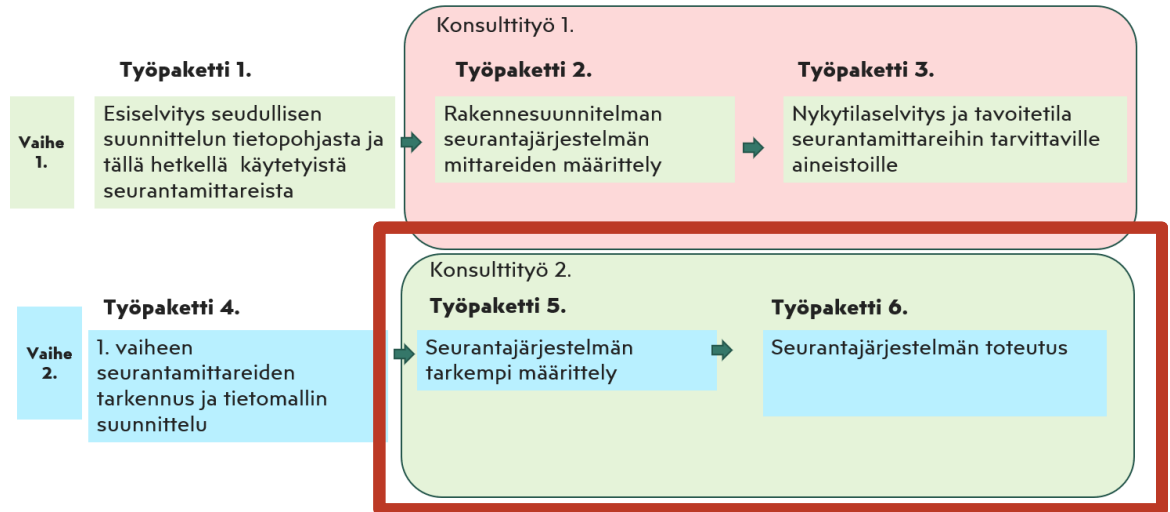 Konsulttityö 1.
Työpaketti 1.
Työpaketti 2.
Työpaketti 3.
Vaihe
1.
Esiselvitys seudullisen
suunnittelun tietopohjasta ja
tällä hetkellä käytetyistä
seurantamittareista
Rakennesuunnitelman
seurantajärjestelmän
mittareiden määrittely
Nykytilaselvitys ja tavoitetila
seurantamittareihin tarvittaville
aineistoille
Konsulttityö 2.
Työpaketti 4.
Työpaketti 5.
Työpaketti 6.
Vaihe
2.
1. vaiheen
seurantamittareiden
tarkennus ja tietomallin
suunnittelu
Seurantajärjestelmän
tarkempi määrittely
Seurantajärjestelmän toteutus